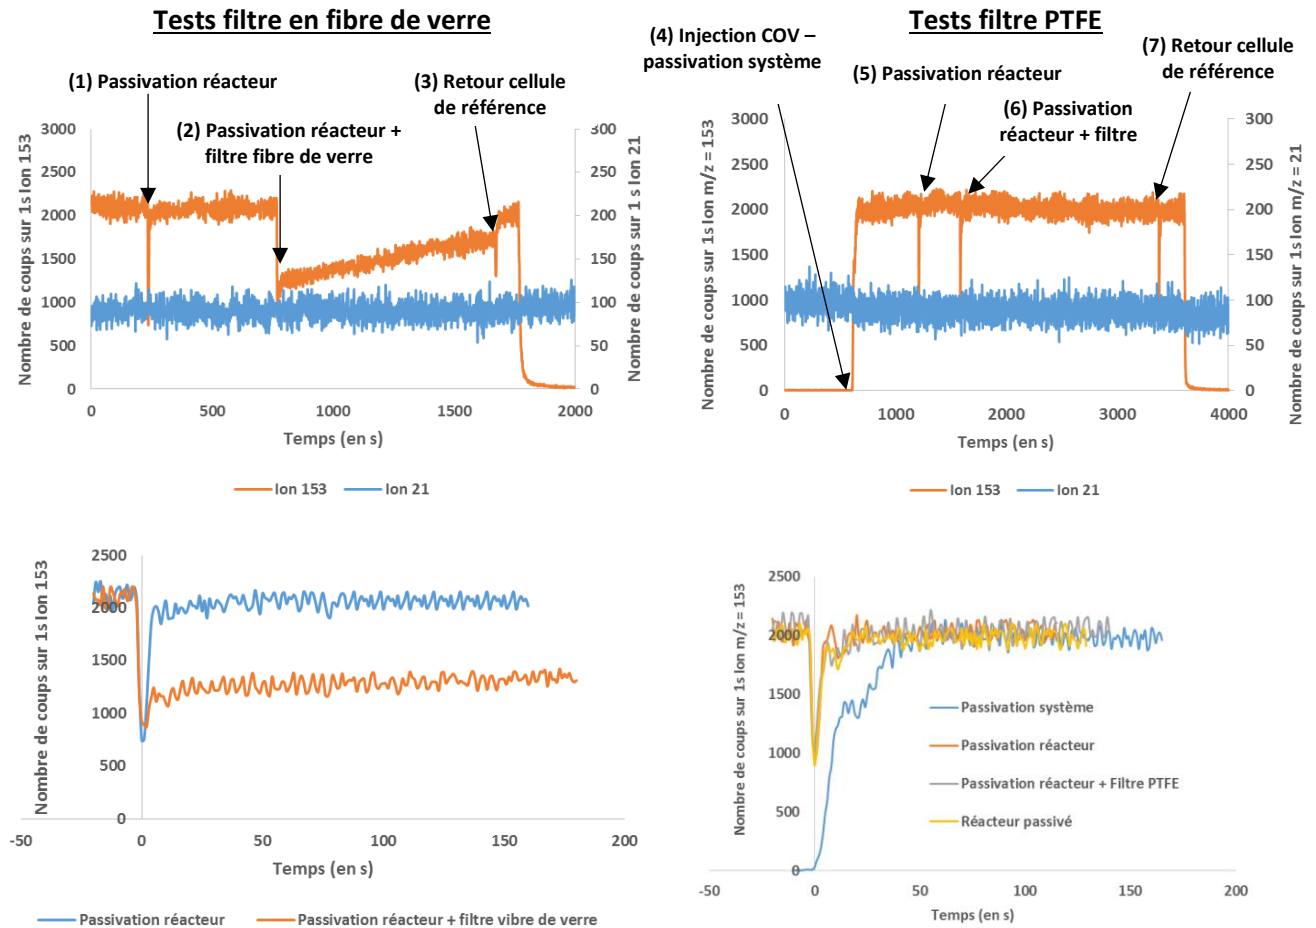 Tests filtre en fibre de verre
(1) Passivation réacteur
(2) Passivation réacteur +
filtre fibre de verre
(3) Retour cellule
de référence
3000
2500
2000
1500
1000
500
0
Nombre de coups sur 1s Ion 153
300
250
200
150
100
50
0
Nombre de coups sur 1 s Ion 21
0
500
1000
1500
2000
Temps (en s)
Ion 153
Ion 21
Tests filtre PTFE
(4) Injection COV –
passivation système
(5) Passivation réacteur
(6) Passivation
réacteur + filtre
(7) Retour cellule
de référence
3000
2500
2000
1500
1000
500
0
Nombre de coups sur 1s Ion m/z = 153
300
250
200
150
100
50
0
Nombre de coups sur 1s Ion m/z = 21
0
1000
2000
3000
4000
Temps (en s)
Ion 153
Ion 21
2500
2000
1500
1000
500
0
Nombre de coups sur 1s Ion 153
-50
0
50
100
150
200
Temps (en s)
Passivation réacteur
Passivation réacteur + filtre vibre de verre
2500
2000
1500
1000
500
0
Nombre de coups sur 1s Ion m/z = 153
Passivation système
Passivation réacteur
Passivation réacteur + Filtre PTFE
Réacteur passivé
-50
0
50
100
150
200
Temps (en s)